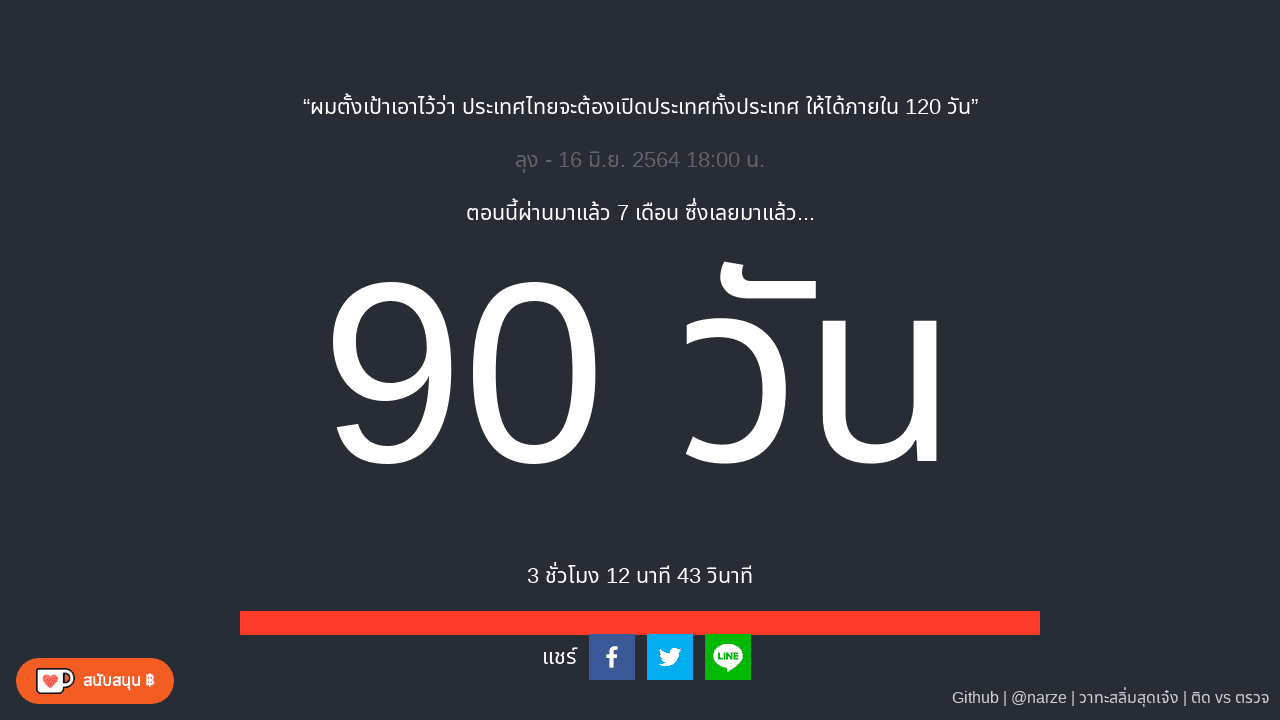 “ผมตั้งเป้าเอาไว้ว่า ประเทศไทยจะต้องเปิดประเทศทั้งประเทศ ให้ได้ภายใน 120 วัน”
ลุง - 16 มิ.ย. 2564 18:00 น.
ตอนนี้ผ่านมาแล้ว 7 เดือน ซึ่งเลยมาแล้ว...
90 วัน
3 ชั่วโมง 12 นาที 43 วินาที
แชร์
LINE
สนับสนุน ฿
Github | @narze | วาทะสลิ่มสุดเจ๋ง | ติด vs ตรวจ